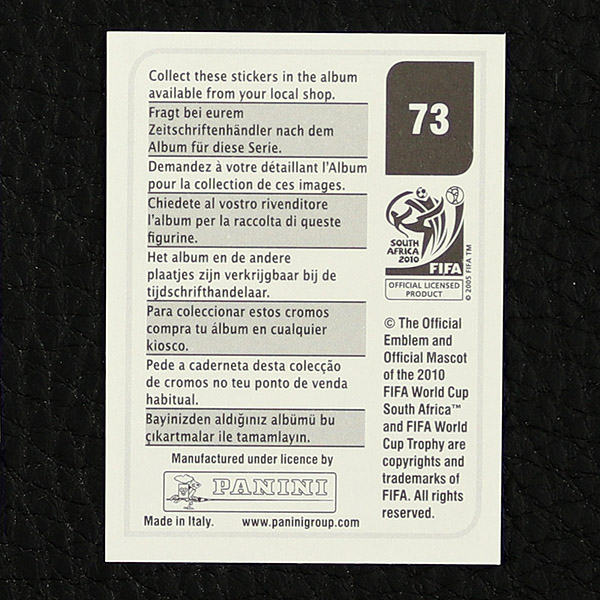 Collect these stickers in the album
available from your local shop.
Fragt bei eurem
Zeitschriftenhändler nach dem
Album für diese Serie.
Demandez à votre détaillant l'Album
pour la collection de ces images.
Chiedete al vostro rivenditore
l'album per la raccolta di queste
figurine.
Het album en de andere
plaatjes zijn verkrijgbaar bij de
tijdschrifthandelaar.
Para coleccionar estos cromos
compra tu álbum en cualquier
kiosco.
Pede a caderneta desta colecção
de cromos no teu ponto de venda
habitual.
Bayinizden aldığınız albümü bu
çıkartmalar ile tamamlayın.
Manufactured under licence by
PANINI
Made in Italy. www.paninigroup.com
73
SOUTH
AFRICA
2010
FIFA
OFFICIAL LICENSED
PRODUCT
© 2005 FIFA TM
© The Official
Emblem and
Official Mascot
of the 2010
FIFA World Cup
South Africa™
and FIFA World
Cup Trophy are
copyrights and
trademarks of
FIFA. All rights
reserved.